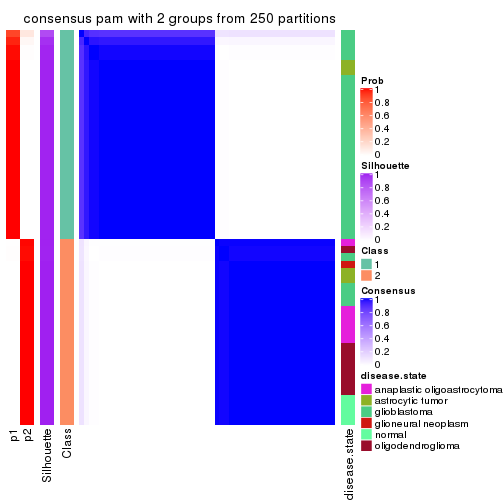 consensus pam with 2 groups from 250 partitions
Prob
1
0.8
0.6
0.4
0.2
0
Silhouette
1
0.8
0.6
0.4
0.2
0
Class
1
2
Consensus
1
0.8
0.6
0.4
0.2
0
disease.state
anaplastic oligoastrocytoma
astrocytic tumor
glioblastoma
glioneural neoplasm
normal
oligodendroglioma
p1
p2
Silhouette
Class
disease.state